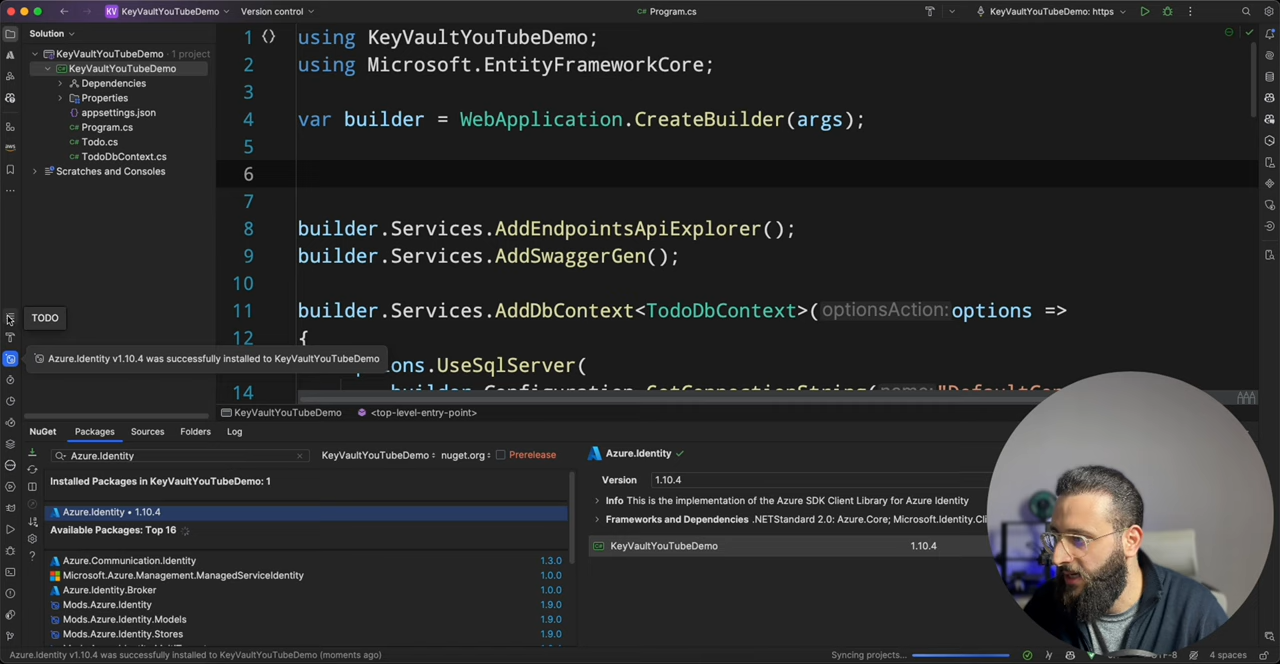 KV KeyVaultYouTubeDemo Version control Program.cs KeyVaultYouTubeDemo: https
Solution
KeyVaultYouTubeDemo · 1 project
KeyVaultYouTubeDemo
Dependencies
Properties
appsettings.json
Program.cs
Todo.cs
TodoDbContext.cs
Scratches and Consoles
aws
TODO
Azure.Identity v1.10.4 was successfully installed to KeyVaultYouTubeDemo
1 using KeyVaultYouTubeDemo;
2 using Microsoft.EntityFrameworkCore;
3
4 var builder = WebApplication.CreateBuilder(args);
5
6
7
8 builder.Services.AddEndpointsApiExplorer();
9 builder.Services.AddSwaggerGen();
10
11 builder.Services.AddDbContext<TodoDbContext>(optionsAction: options =>
12 {
ons.UseSqlServer(
14 builder.Configuration.GetConnectionString(name: "DefaultCon
KeyVaultYouTubeDemo <top-level-entry-point>
NuGet Packages Sources Folders Log
Azure.Identity KeyVaultYouTubeDemo nuget.org Prerelease
Installed Packages in KeyVaultYouTubeDemo: 1
Azure.Identity • 1.10.4
Available Packages: Top 16
Azure.Communication.Identity 1.3.0
Microsoft.Azure.Management.ManagedServiceIdentity 1.0.0
Azure.Identity.Broker 1.0.0
Mods.Azure.Identity 1.9.0
Mods.Azure.Identity.Models 1.9.0
Mods.Azure.Identity.Stores 1.9.0
Azure.Identity
Version 1.10.4
Info This is the implementation of the Azure SDK Client Library for Azure Identity
Frameworks and Dependencies .NETStandard 2.0: Azure.Core; Microsoft.Identity.Cli
KeyVaultYouTubeDemo 1.10.4
Azure.Identity v1.10.4 was successfully installed to KeyVaultYouTubeDemo (moments ago) Syncing projects... UTF-8 4 spaces